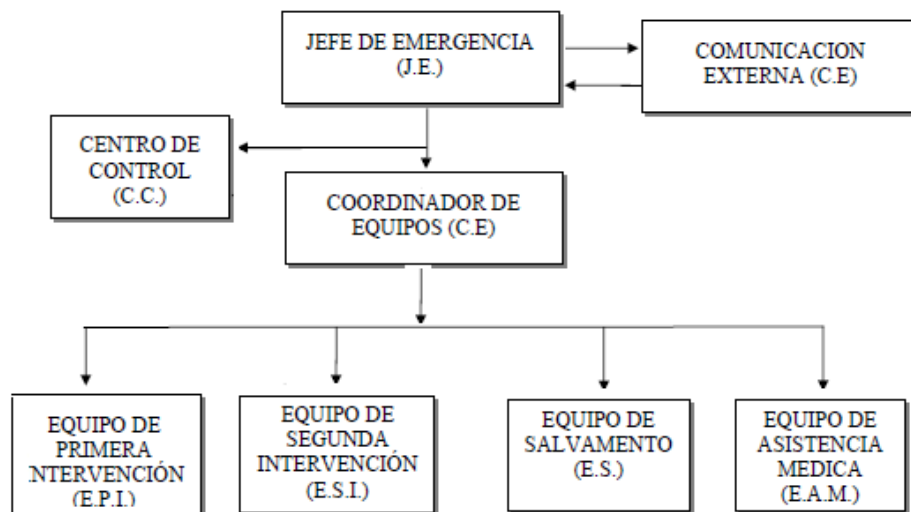 JEFE DE EMERGENCIA
(J.E.)
COMUNICACION
EXTERNA (C.E)
CENTRO DE
CONTROL
(C.C.)
COORDINADOR DE
EQUIPOS (C.E)
EQUIPO DE
PRIMERA
INTERVENCIÓN
(E.P.I.)
EQUIPO DE
SEGUNDA
INTERVENCIÓN
(E.S.I.)
EQUIPO DE
SALVAMENTO
(E.S.)
EQUIPO DE
ASISTENCIA
MEDICA
(E.A.M.)